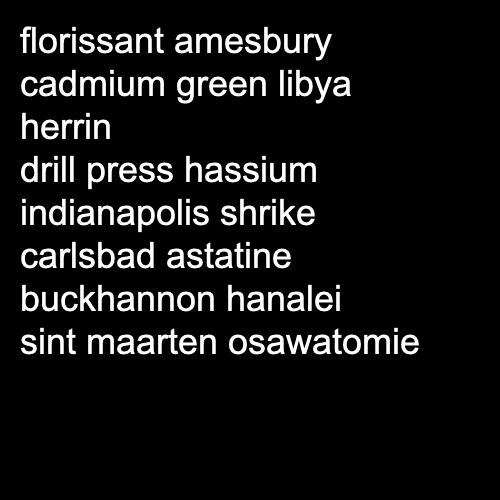 florissant amesbury
cadmium green libya
herrin
drill press hassium
indianapolis shrike
carlsbad astatine
buckhannon hanalei
sint maarten osawatomie